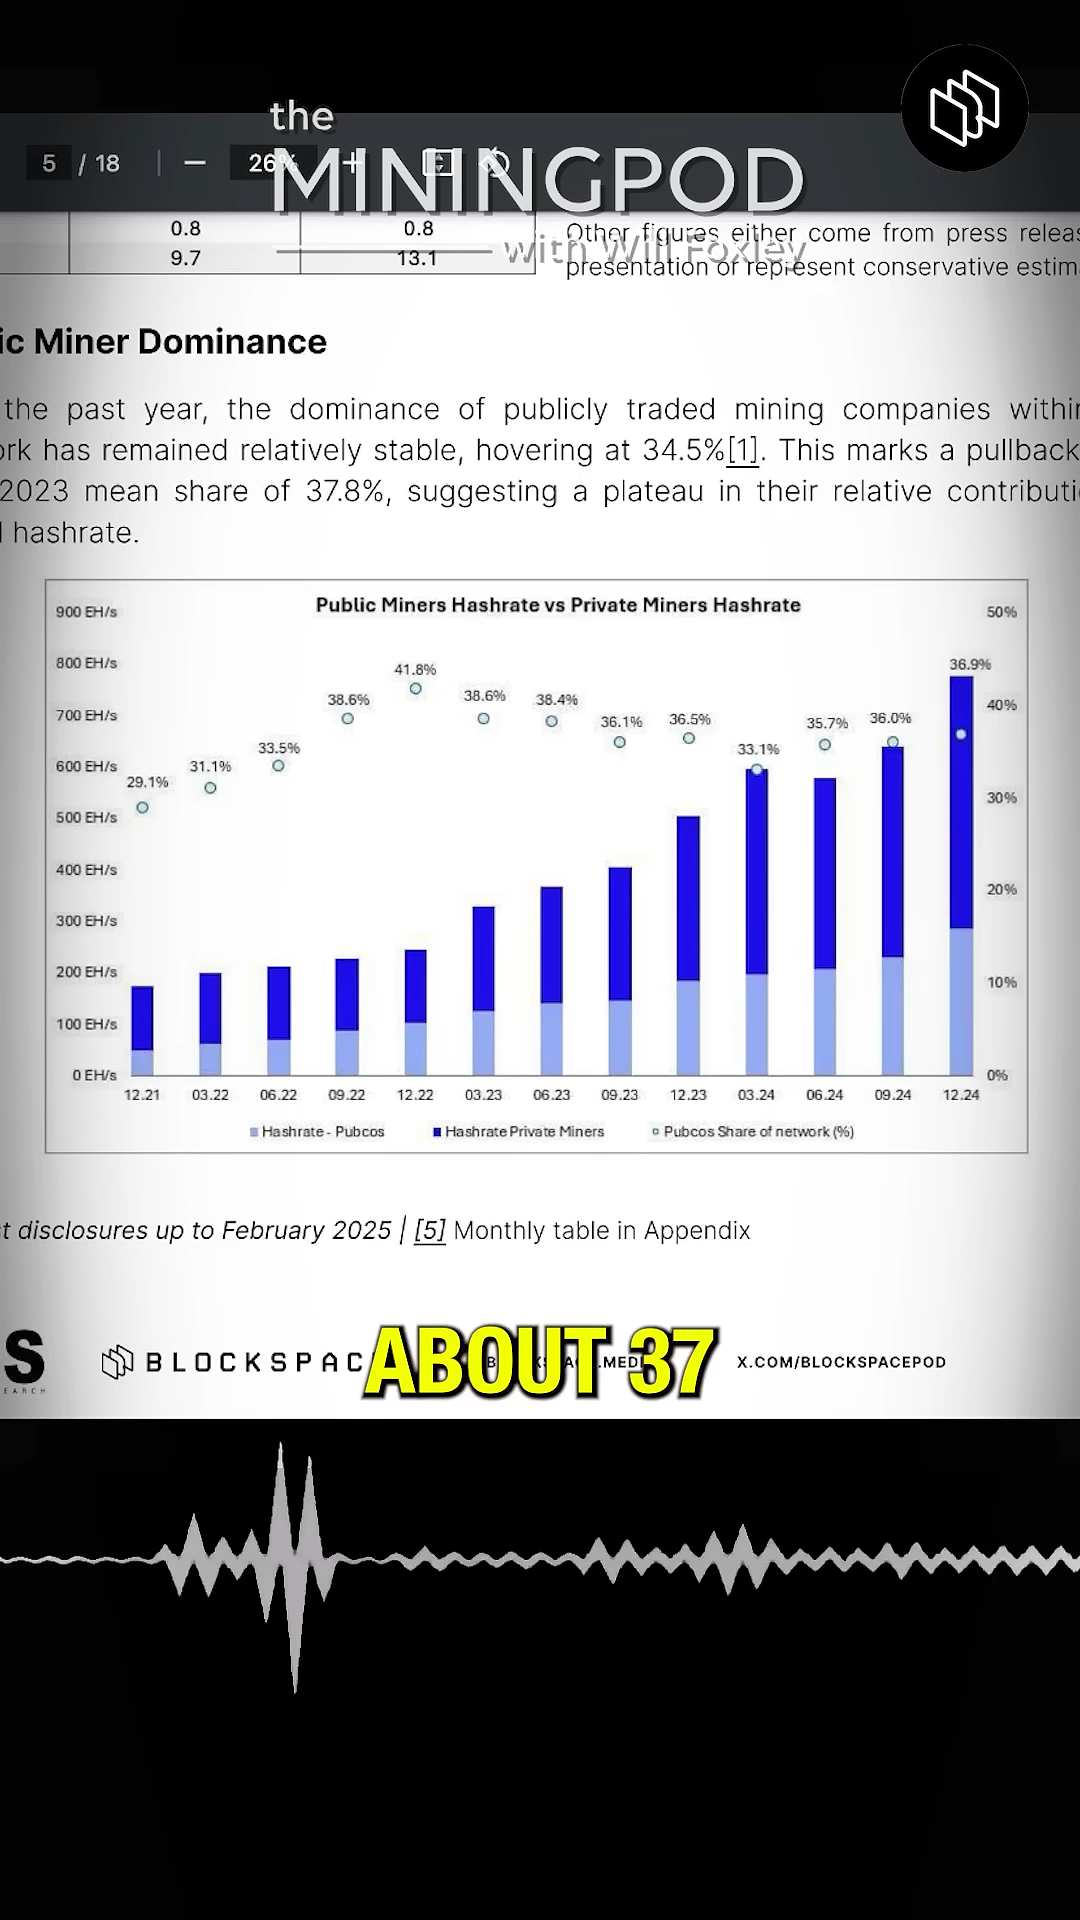 the
MININGPOD
with Will Foxley
5 / 18 | — 26% +
0.8 0.8
9.7 13.1
Other figures either come from press releas
presentation or represent conservative estima
ic Miner Dominance
the past year, the dominance of publicly traded mining companies within
ork has remained relatively stable, hovering at 34.5%[1]. This marks a pullback
2023 mean share of 37.8%, suggesting a plateau in their relative contributi
l hashrate.
Public Miners Hashrate vs Private Miners Hashrate
900 EH/s 50%
800 EH/s
700 EH/s 40%
600 EH/s
500 EH/s 30%
400 EH/s
300 EH/s 20%
200 EH/s
100 EH/s 10%
0 EH/s 0%
29.1% 31.1% 33.5% 38.6% 41.8% 38.6% 38.4% 36.1% 36.5% 33.1% 35.7% 36.0% 36.9%
12.21 03.22 06.22 09.22 12.22 03.23 06.23 09.23 12.23 03.24 06.24 09.24 12.24
Hashrate - Pubcos Hashrate Private Miners Pubcos Share of network (%)
t disclosures up to February 2025 | [5] Monthly table in Appendix
S
EARCH
BLOCKSPAC
X.COM/BLOCKSPACEPOD
ABOUT 37